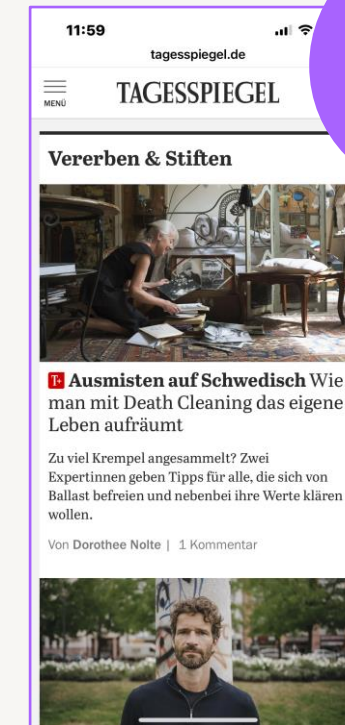 11:59
tagesspiegel.de
MENÜ
TAGESSPIEGEL
Vererben & Stiften
T+ Ausmisten auf Schwedisch Wie
man mit Death Cleaning das eigene
Leben aufräumt
Zu viel Krempel angesammelt? Zwei
Expertinnen geben Tipps für alle, die sich von
Ballast befreien und nebenbei ihre Werte klären
wollen.
Von Dorothee Nolte | 1 Kommentar